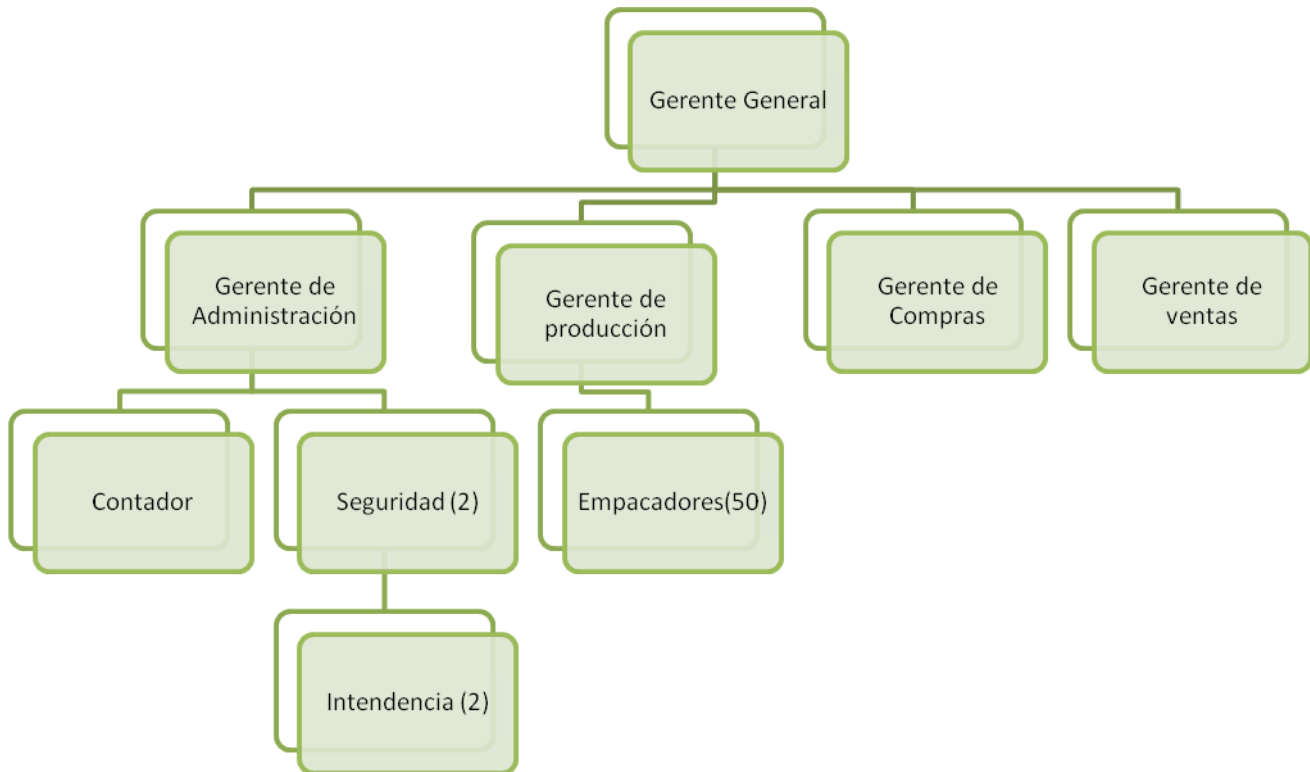 Gerente General
Gerente de
Administración
Gerente de
producción
Gerente de
Compras
Gerente de
ventas
Contador
Seguridad (2)
Empacadores(50)
Intendencia (2)